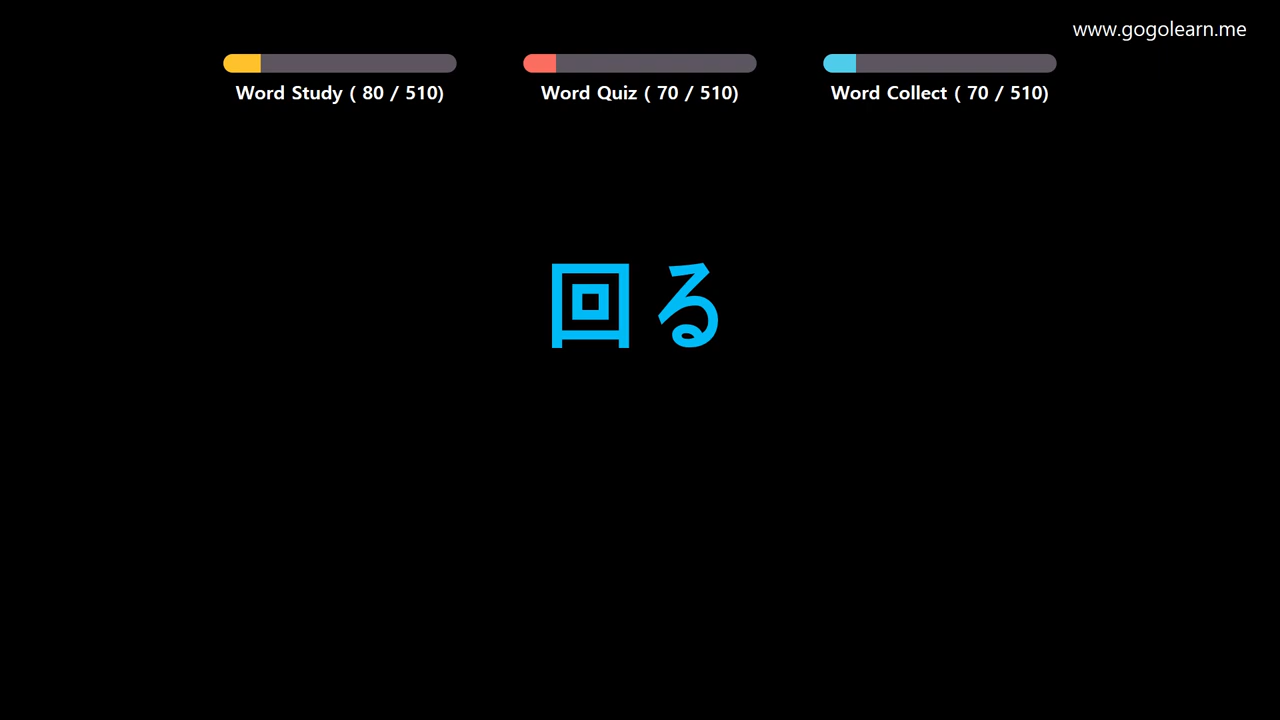 www.gogolearn.me
Word Study ( 80 / 510)
Word Quiz ( 70 / 510)
Word Collect ( 70 / 510)
回る